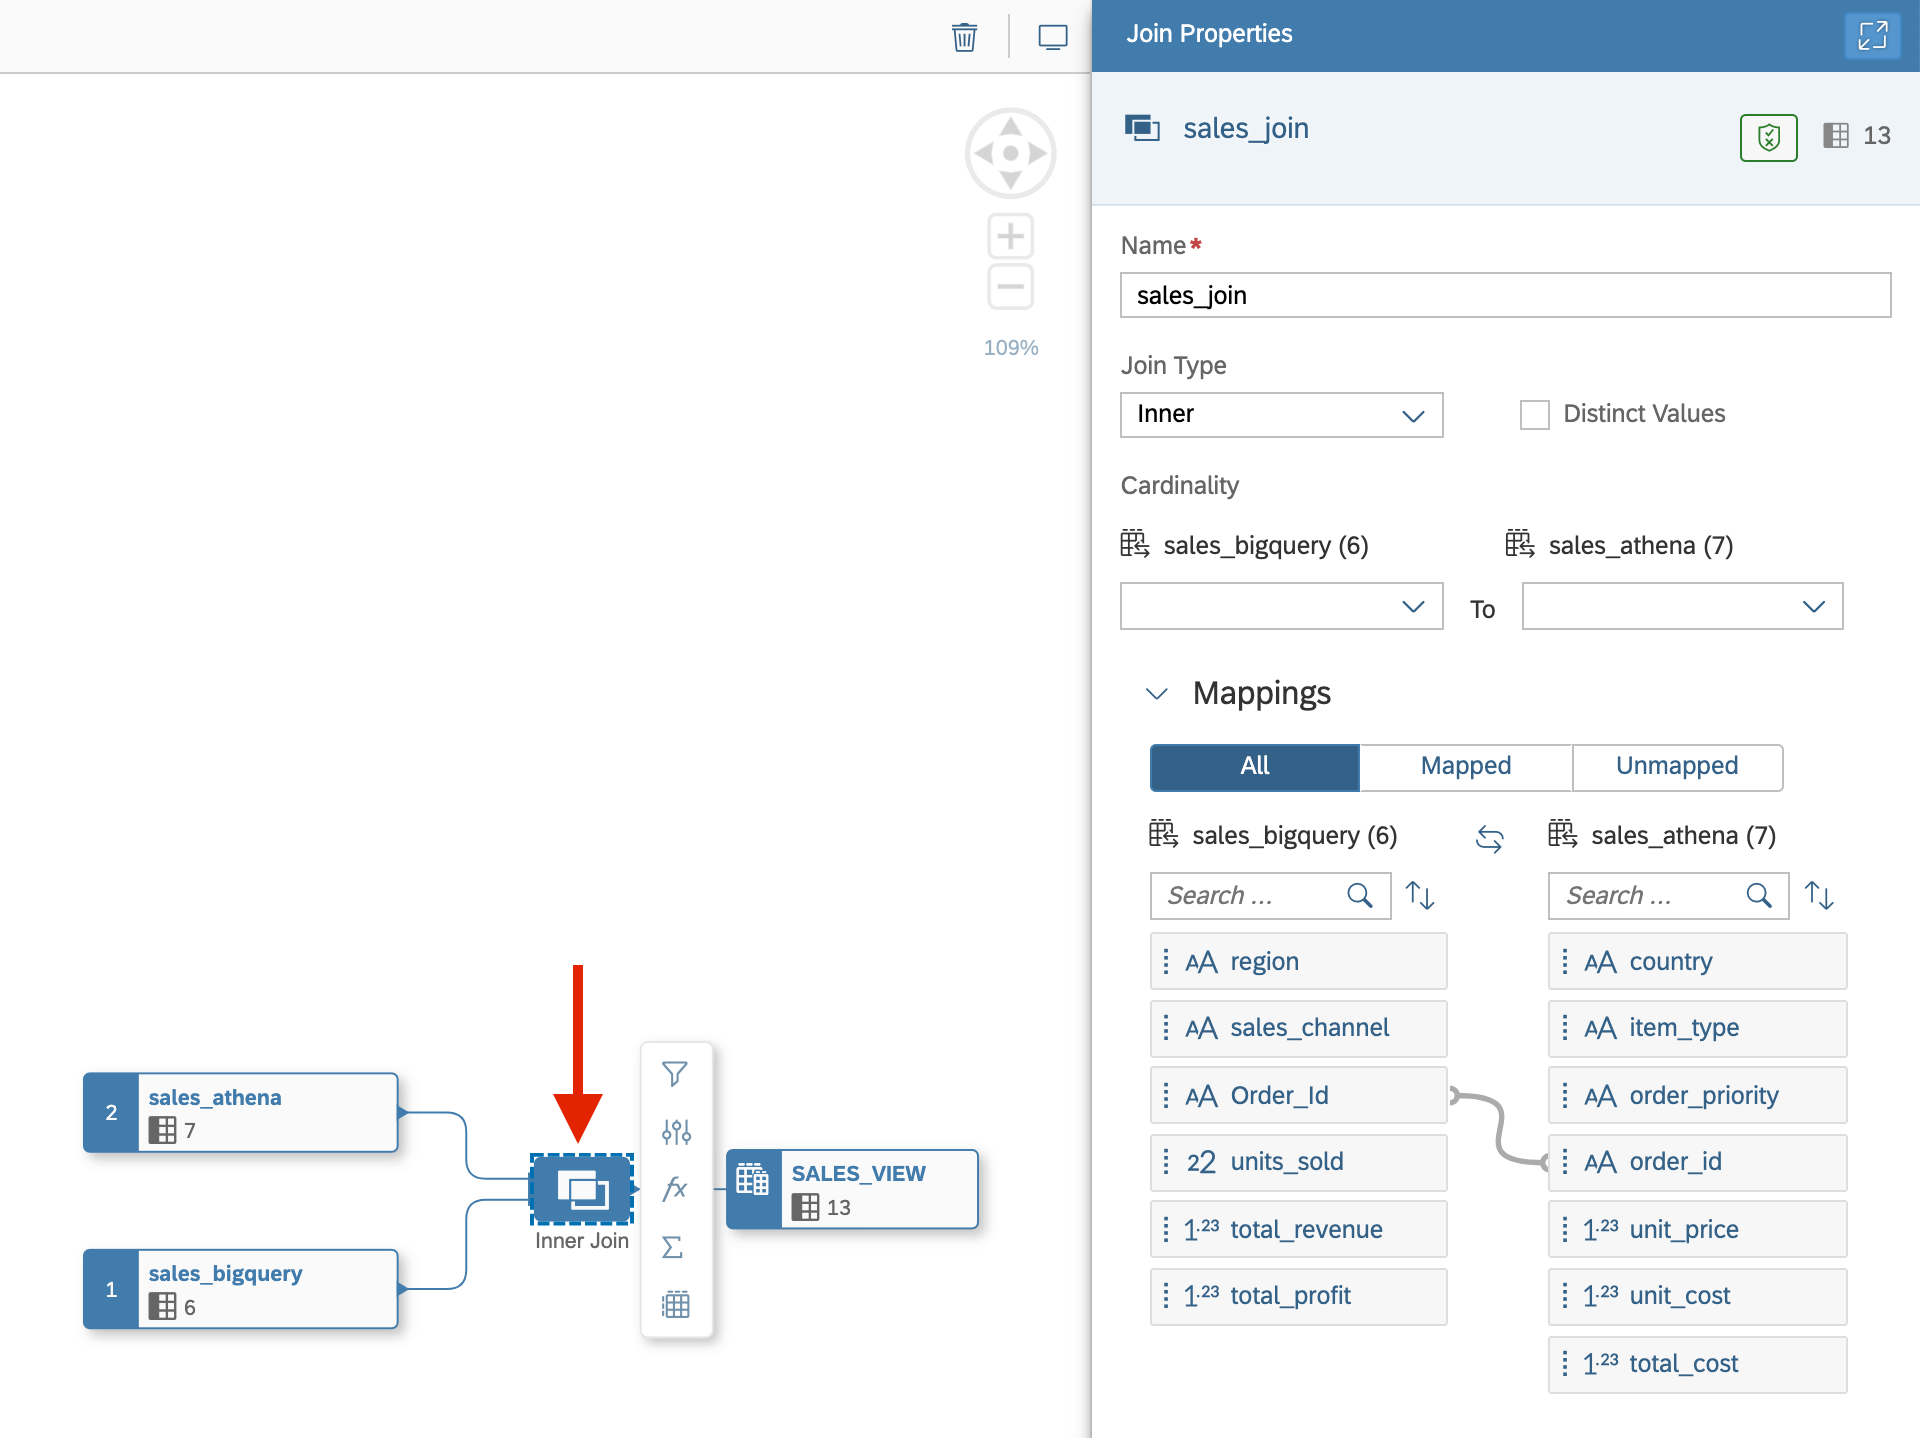 Join Properties
sales_join
13
Name*
sales_join
Join Type
Inner
Distinct Values
Cardinality
sales_bigquery (6)
sales_athena (7)
To
Mappings
All
Mapped
Unmapped
sales_bigquery (6)
sales_athena (7)
Search ...
Search ...
AA region
AA country
AA sales_channel
AA item_type
AA Order_Id
AA order_priority
22 units_sold
AA order_id
1.23 total_revenue
1.23 unit_price
1.23 total_profit
1.23 unit_cost
1.23 total_cost
109%
2
sales_athena
7
1
sales_bigquery
6
Inner Join
fx
Σ
SALES_VIEW
13